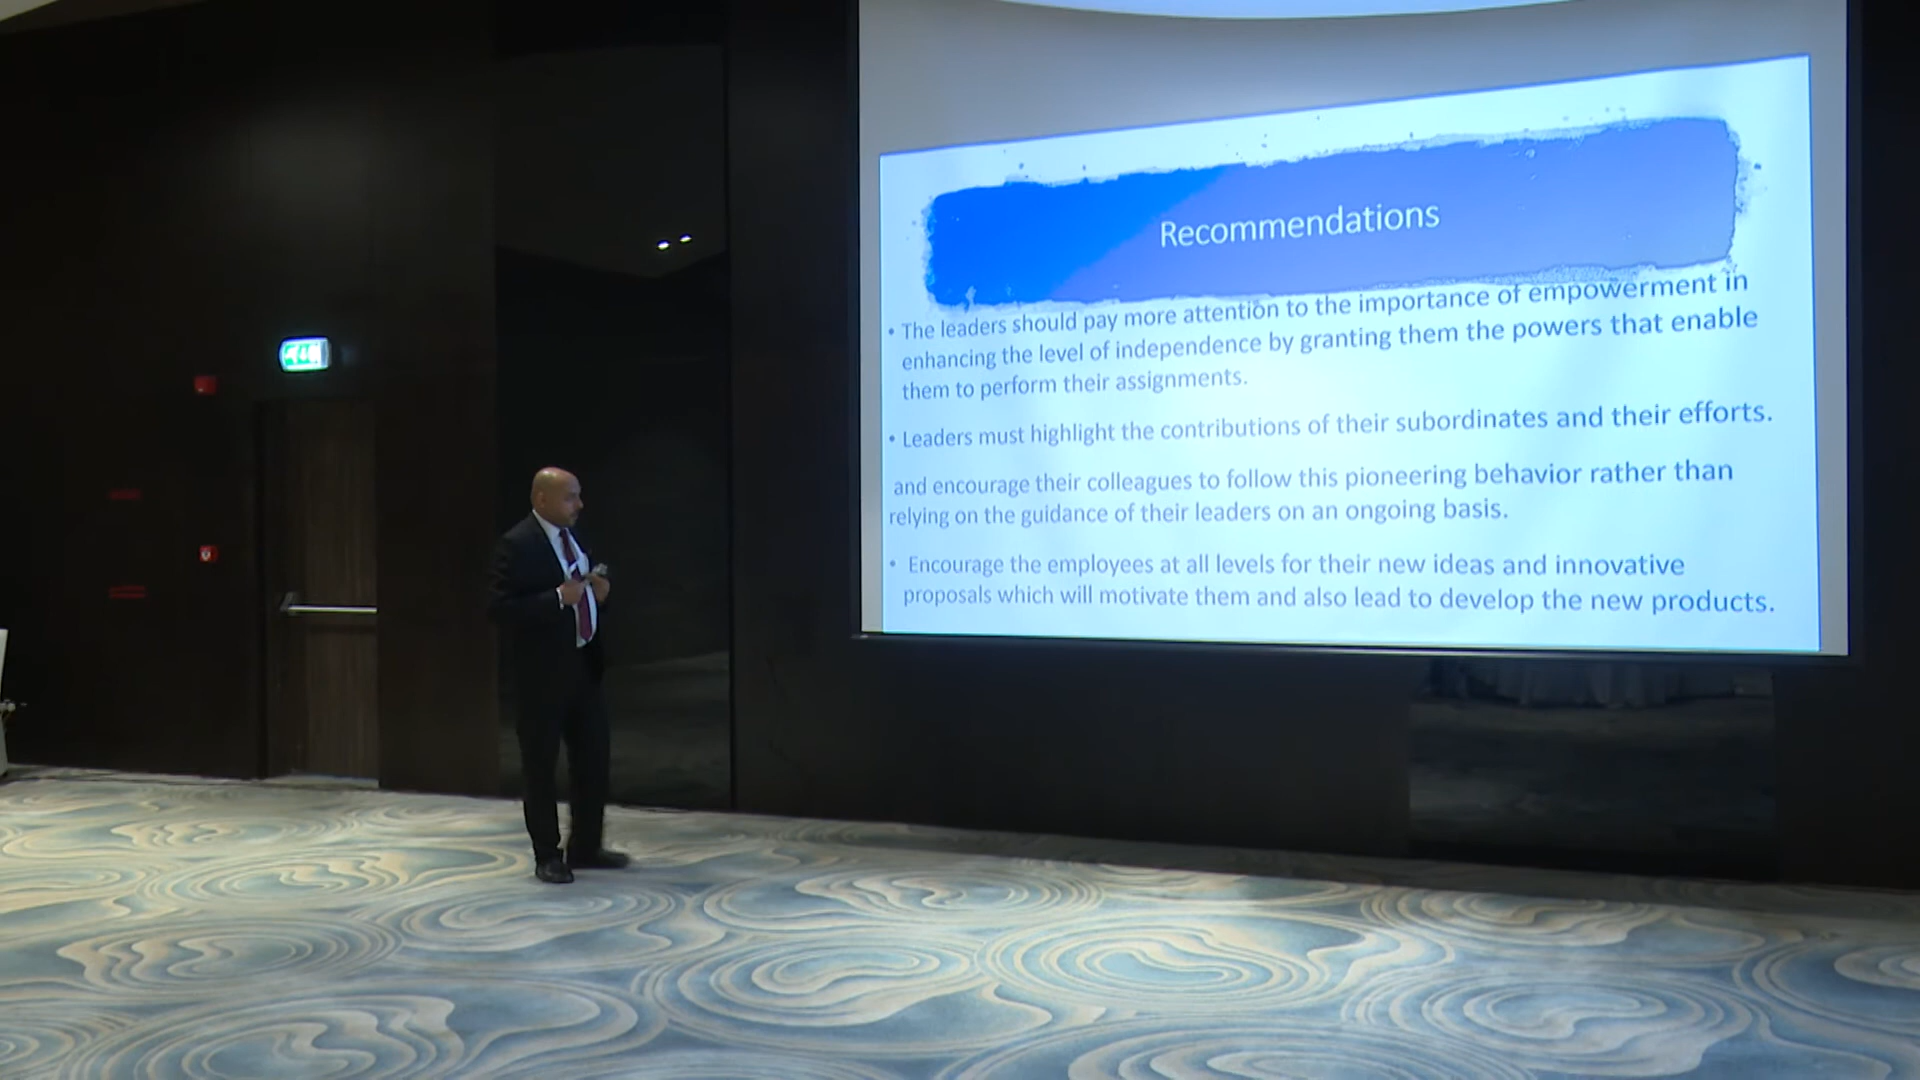 Recommendations
• The leaders should pay more attention to the importance of empowerment in
enhancing the level of independence by granting them the powers that enable
them to perform their assignments.
• Leaders must highlight the contributions of their subordinates and their efforts.
and encourage their colleagues to follow this pioneering behavior rather than
relying on the guidance of their leaders on an ongoing basis.
• Encourage the employees at all levels for their new ideas and innovative
proposals which will motivate them and also lead to develop the new products.